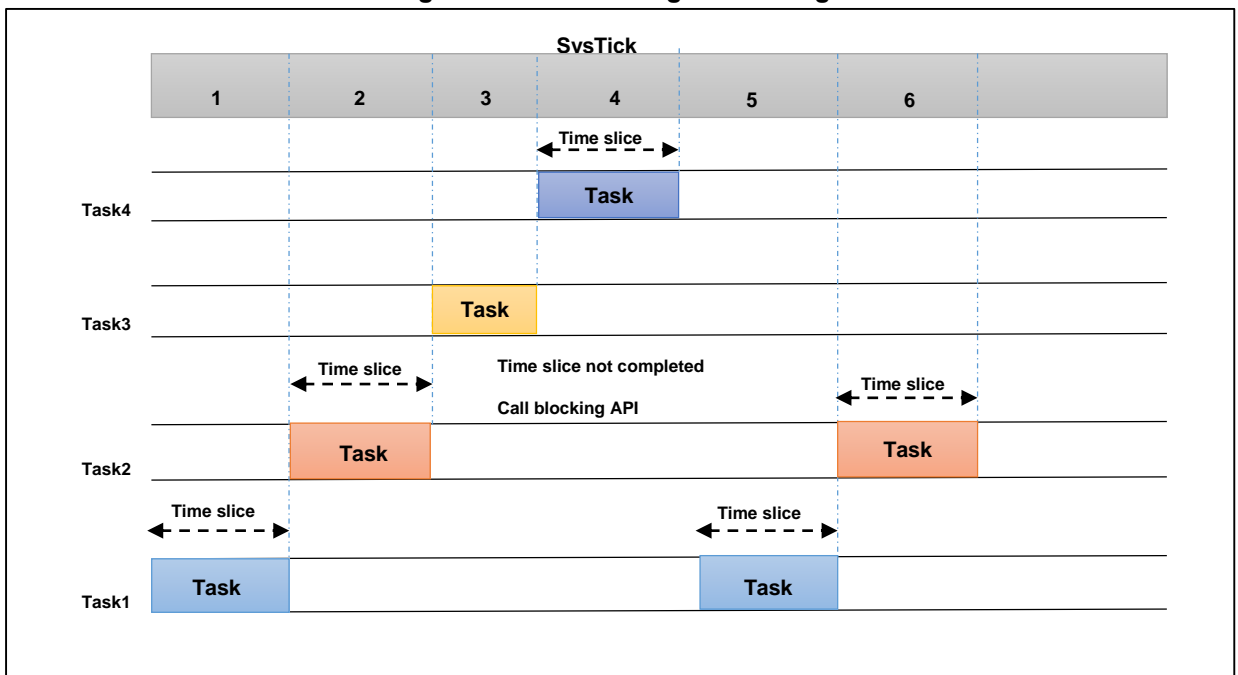 SysTick
1 2 3 4 5 6
Time slice
Task
Task4
Task
Task3
Time slice
Time slice not completed
Time slice
Call blocking API
Task
Task
Task2
Time slice
Time slice
Task
Task
Task1